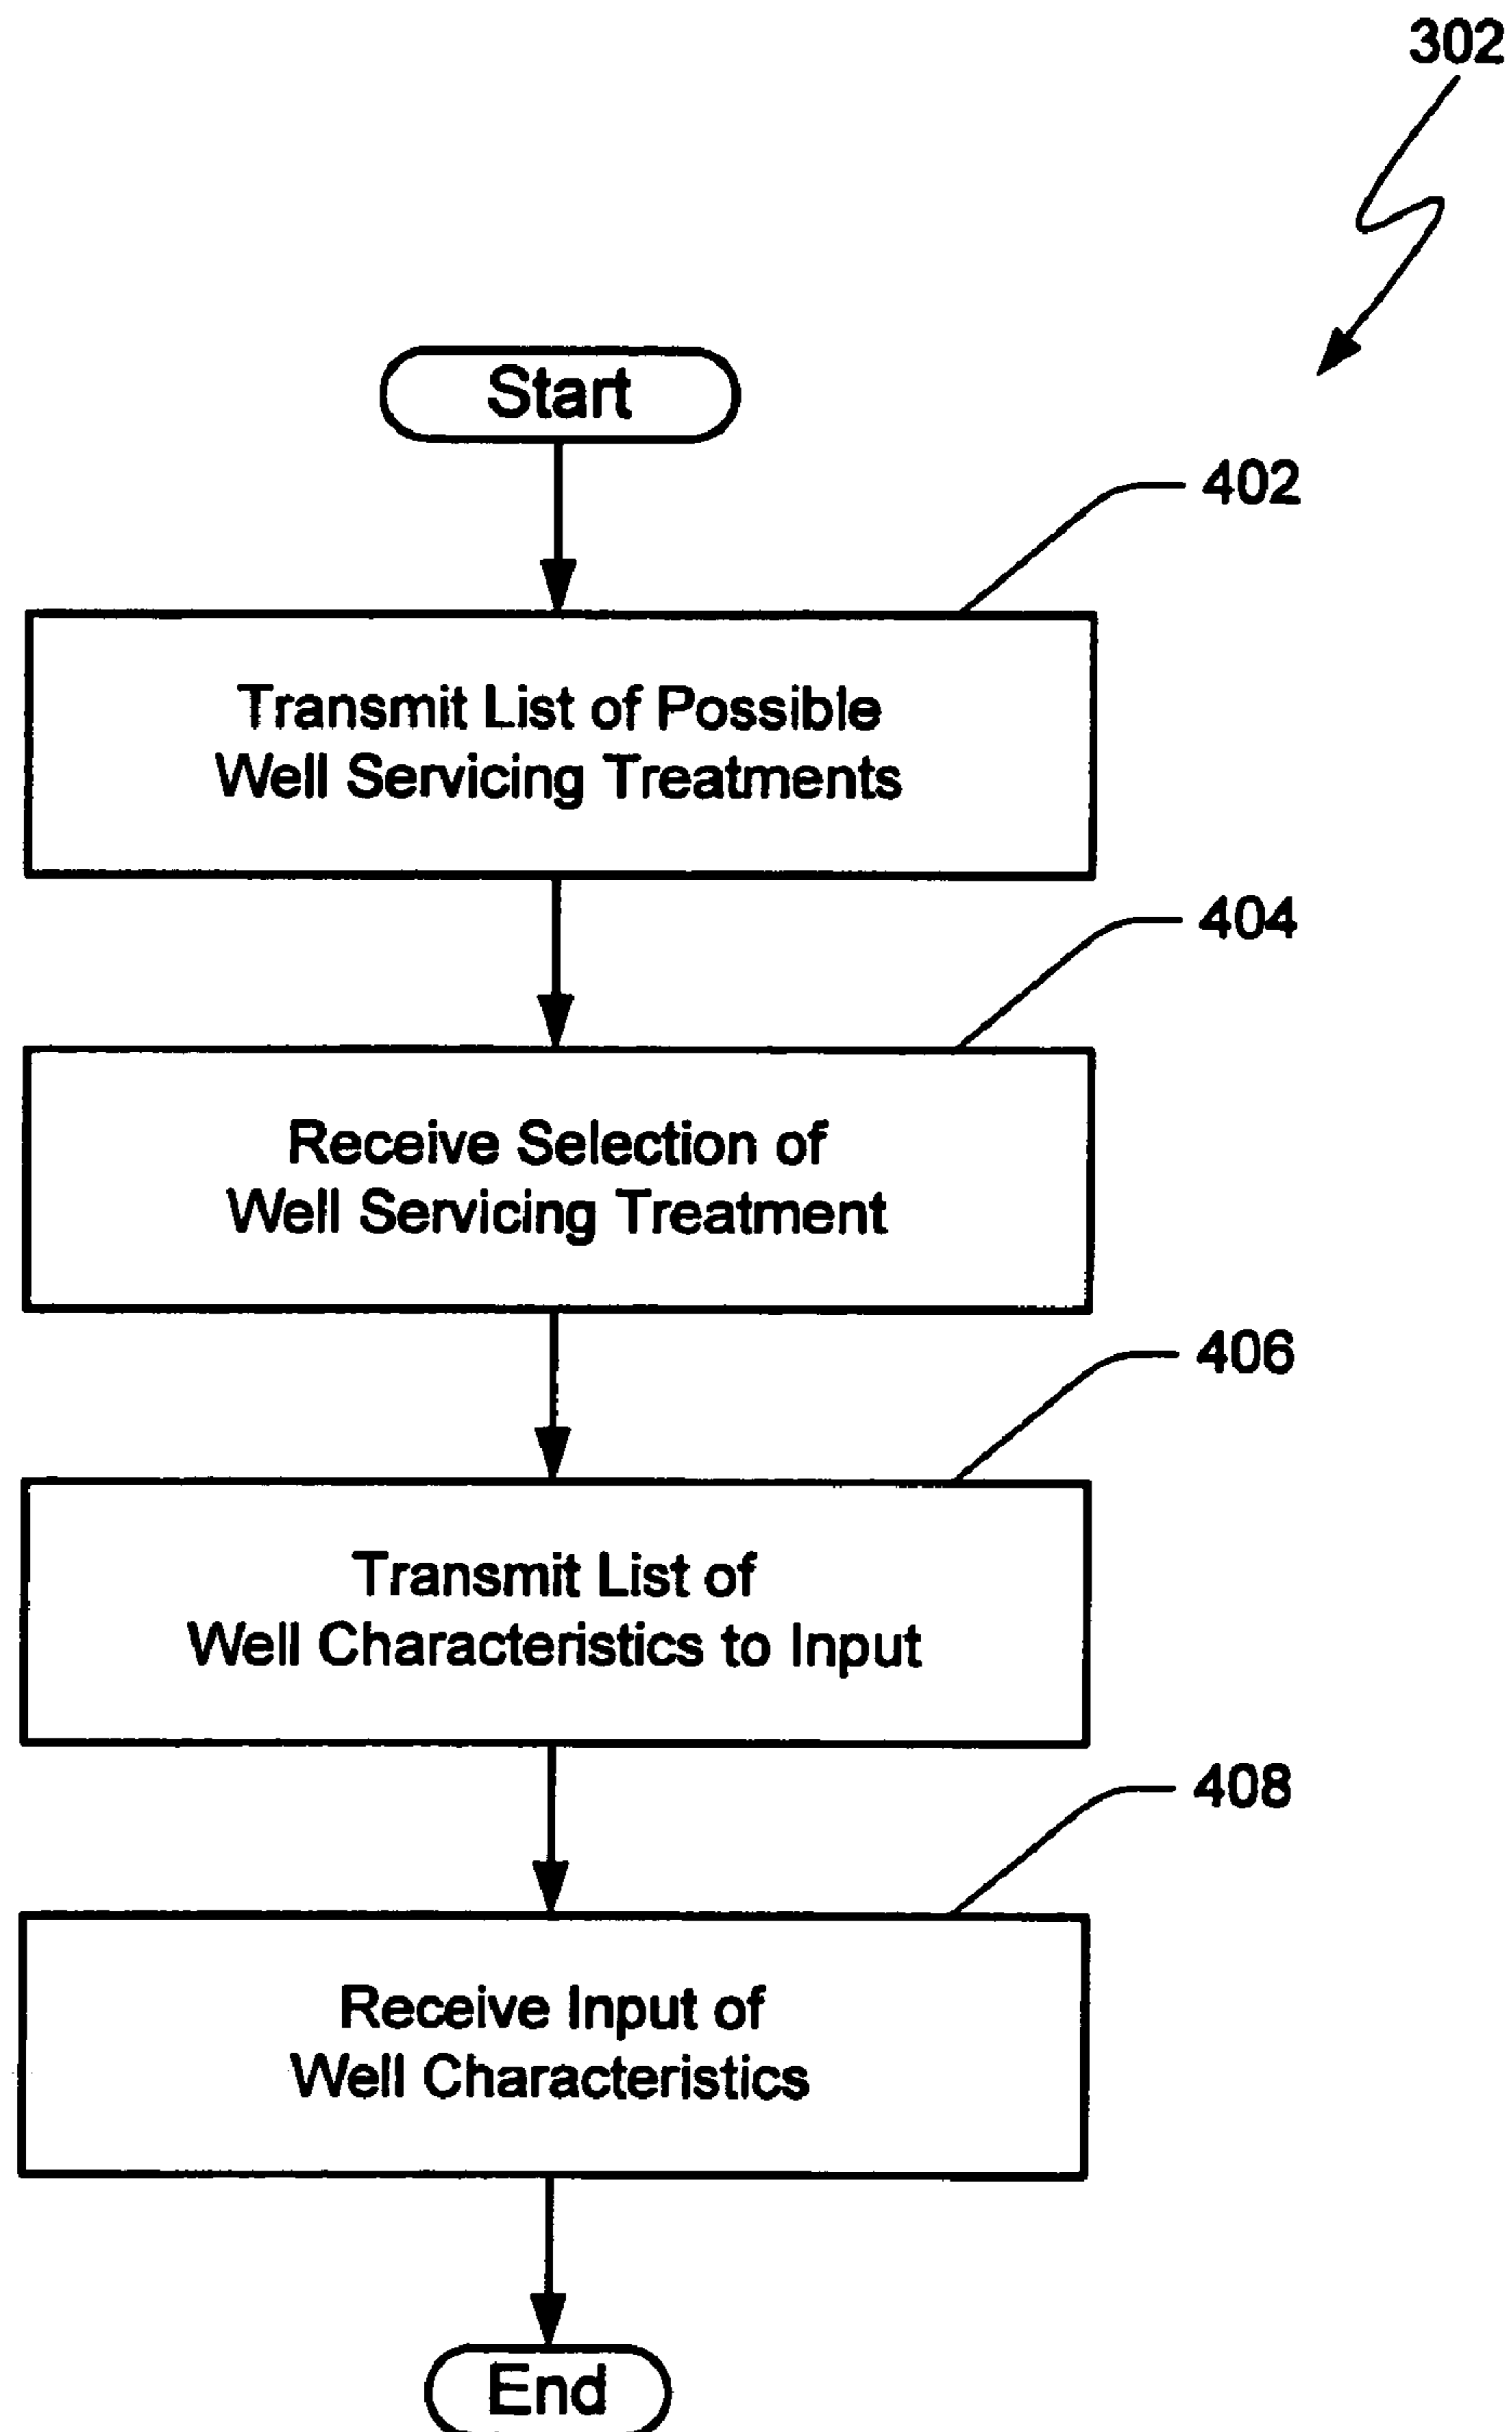 302
Start
402
Transmit List of Possible
Well Servicing Treatments
404
Receive Selection of
Well Servicing Treatment
406
Transmit List of
Well Characteristics to Input
408
Receive Input of
Well Characteristics
End